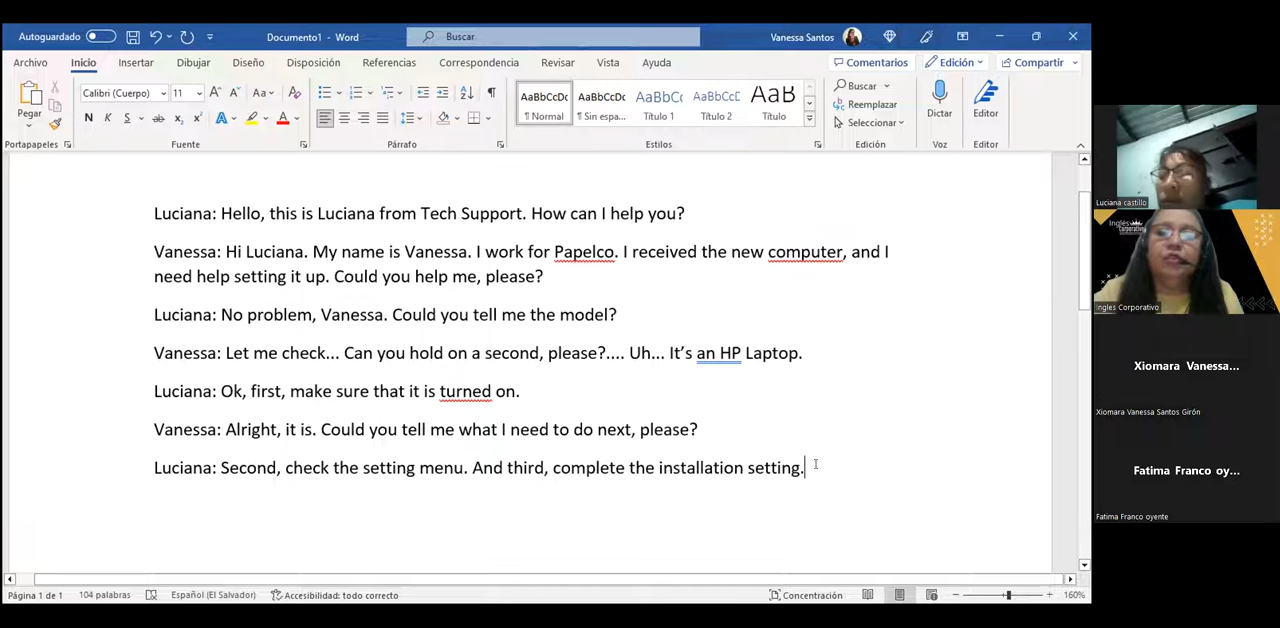 Autoguardado Documento1 - Word Buscar Vanessa Santos
Archivo Inicio Insertar Dibujar Diseño Disposición Referencias Correspondencia Revisar Vista Ayuda Comentarios Edición Compartir
Calibri (Cuerpo) 11 AaBbCcDc AaBbCcDc AaBbCc AaBbCcD AaB Buscar
Reemplazar
Pegar N K S ab x₂ x² A A ¶ Normal ¶ Sin espa... Título 1 Título 2 Título Seleccionar Dictar Editor
Portapapeles Fuente Párrafo Estilos Edición Voz Editor
Luciana: Hello, this is Luciana from Tech Support. How can I help you?
Vanessa: Hi Luciana. My name is Vanessa. I work for Papelco. I received the new computer, and I
need help setting it up. Could you help me, please?
Luciana: No problem, Vanessa. Could you tell me the model?
Vanessa: Let me check... Can you hold on a second, please?.... Uh... It's an HP Laptop.
Luciana: Ok, first, make sure that it is turned on.
Vanessa: Alright, it is. Could you tell me what I need to do next, please?
Luciana: Second, check the setting menu. And third, complete the installation setting.
Página 1 de 1 104 palabras Español (El Salvador) Accesibilidad: todo correcto Concentración 160%
Luciana castillo
Inglés
Corporativo
Ingles Corporativo
Xiomara Vanessa...
Xiomara Vanessa Santos Girón
Fatima Franco oy...
Fatima Franco oyente